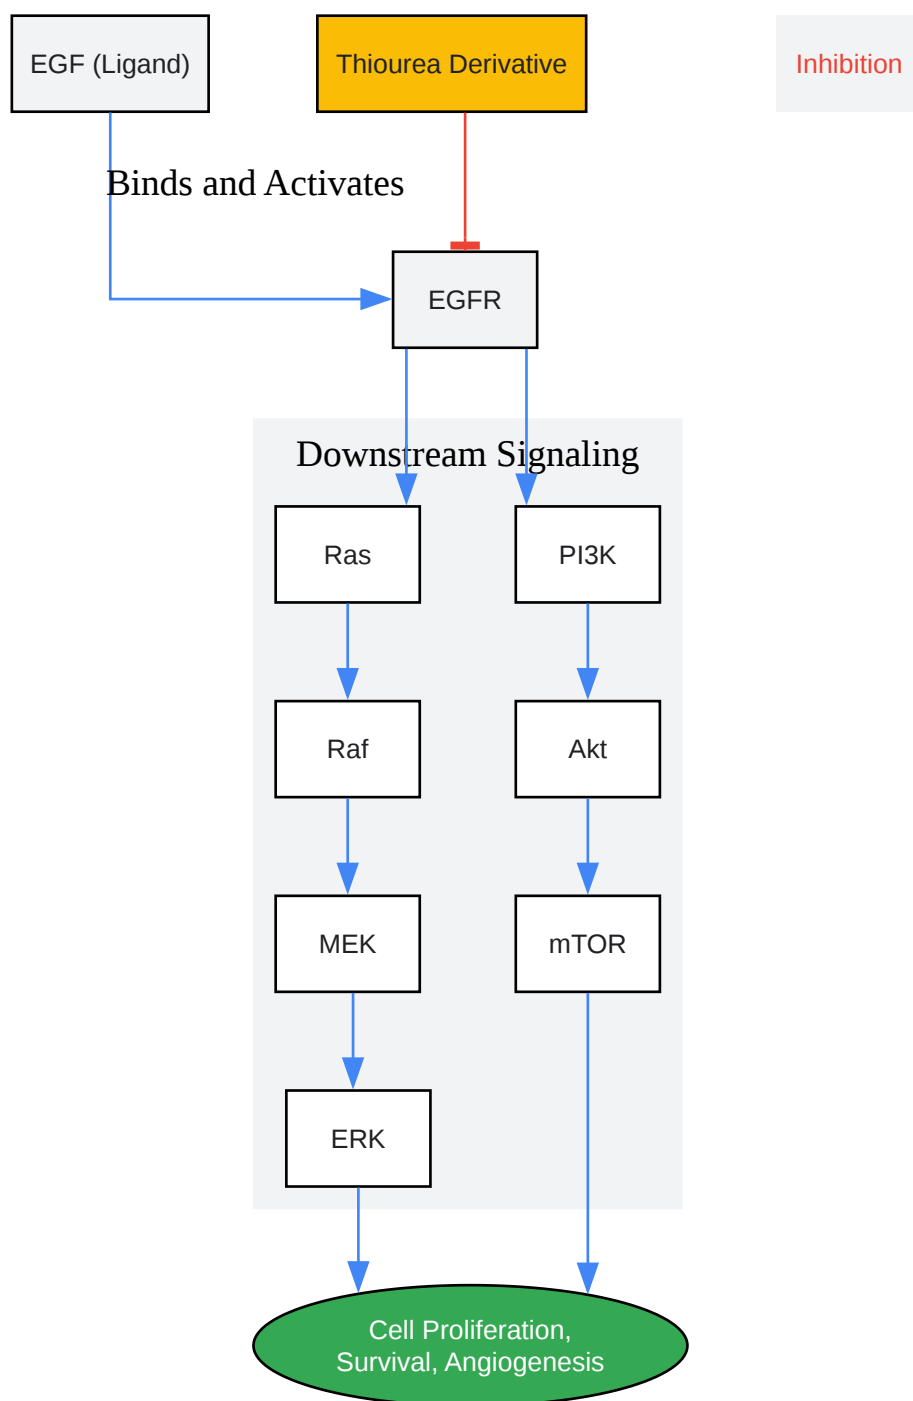 EGF (Ligand)
Thiourea Derivative
Inhibition
Binds and Activates
EGFR
Downstream Signaling
Ras
PI3K
Raf
Akt
MEK
mTOR
ERK
Cell Proliferation,
Survival, Angiogenesis